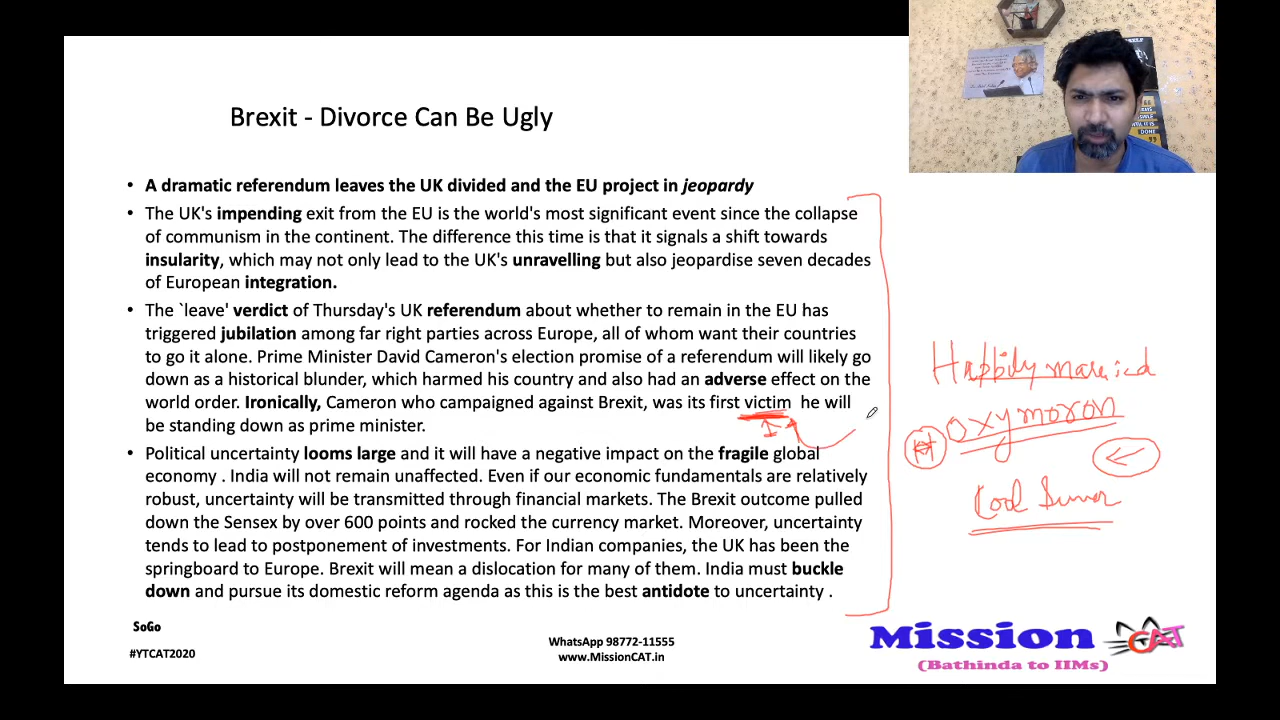 Brexit - Divorce Can Be Ugly
• A dramatic referendum leaves the UK divided and the EU project in jeopardy
• The UK's impending exit from the EU is the world's most significant event since the collapse
of communism in the continent. The difference this time is that it signals a shift towards
insularity, which may not only lead to the UK's unravelling but also jeopardise seven decades
of European integration.
• The `leave' verdict of Thursday's UK referendum about whether to remain in the EU has
triggered jubilation among far right parties across Europe, all of whom want their countries
to go it alone. Prime Minister David Cameron's election promise of a referendum will likely go
down as a historical blunder, which harmed his country and also had an adverse effect on the
world order. Ironically, Cameron who campaigned against Brexit, was its first victim he will
be standing down as prime minister.
• Political uncertainty looms large and it will have a negative impact on the fragile global
economy . India will not remain unaffected. Even if our economic fundamentals are relatively
robust, uncertainty will be transmitted through financial markets. The Brexit outcome pulled
down the Sensex by over 600 points and rocked the currency market. Moreover, uncertainty
tends to lead to postponement of investments. For Indian companies, the UK has been the
springboard to Europe. Brexit will mean a dislocation for many of them. India must buckle
down and pursue its domestic reform agenda as this is the best antidote to uncertainty .
Happily married
Oxymoron
Cool
SoGo
#YTCAT2020
WhatsApp 98772-11555
www.MissionCAT.in
Mission CAT
(Bathinda to IIMs)
DONE